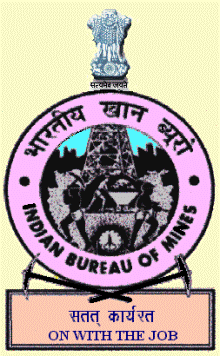 सत्यमेव जयते
भारतीय खान ब्यूरो
INDIAN BUREAU OF MINES
सतत् कार्यरत
ON WITH THE JOB